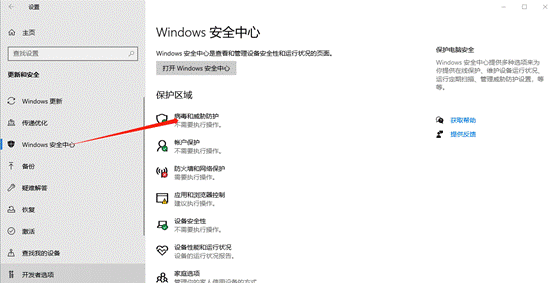 设置
主页
查找设置
更新和安全
Windows 更新
传递优化
Windows 安全中心
备份
疑难解答
恢复
激活
查找我的设备
开发者选项
Windows 安全中心
Windows 安全中心是查看和管理设备安全性和运行状况的页面。
打开 Windows 安全中心
保护区域
病毒和威胁防护
不需要执行操作。
帐户保护
不需要执行操作。
防火墙和网络保护
需要执行操作。
应用和浏览器控制
建议执行操作。
设备安全性
不需要执行操作。
设备性能和运行状况
设备的运行状况报告。
家庭选项
管理你的家人使用设备的方式
保护电脑安全
Windows 安全中心提供多种选项来为
你提供在线保护、维护设备运行状况、
运行定期扫描、管理威胁防护设置，等
等。
获取帮助
提供反馈